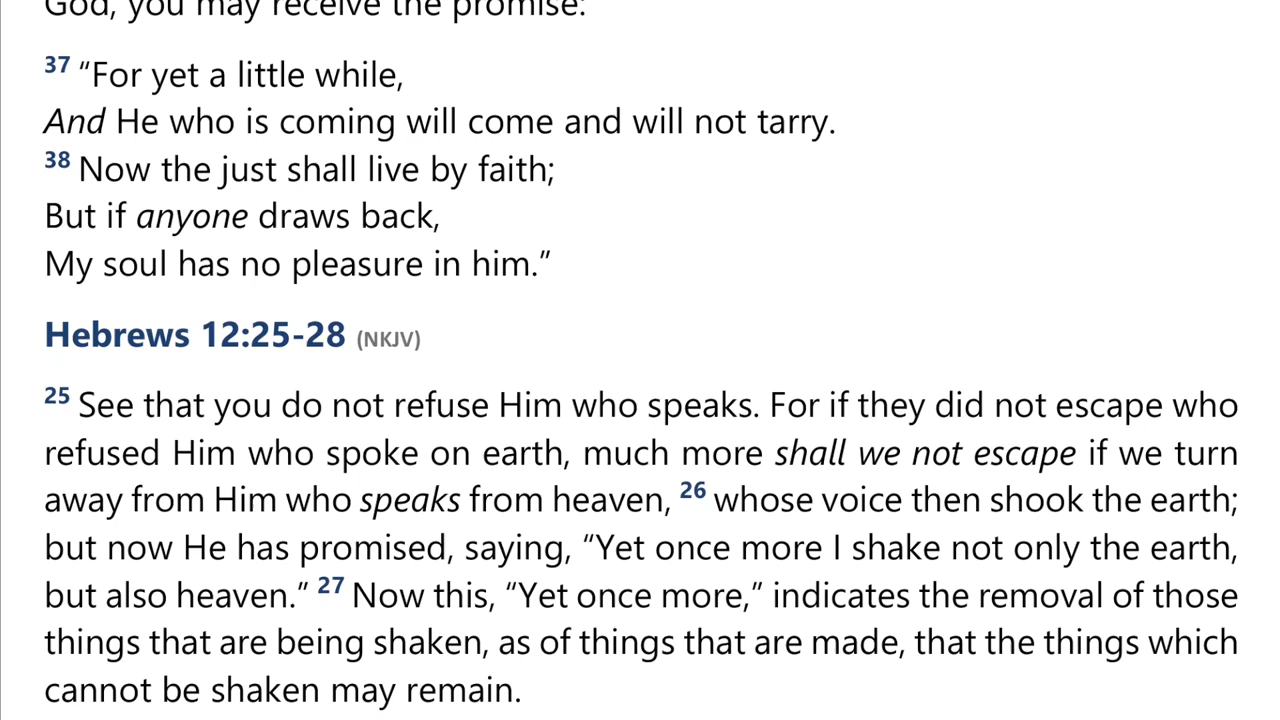 God, you may receive the promise:
37 “For yet a little while,
And He who is coming will come and will not tarry.
38 Now the just shall live by faith;
But if anyone draws back,
My soul has no pleasure in him.”
Hebrews 12:25-28 (NKJV)
25 See that you do not refuse Him who speaks. For if they did not escape who
refused Him who spoke on earth, much more shall we not escape if we turn
away from Him who speaks from heaven, 26 whose voice then shook the earth;
but now He has promised, saying, “Yet once more I shake not only the earth,
but also heaven.” 27 Now this, “Yet once more,” indicates the removal of those
things that are being shaken, as of things that are made, that the things which
cannot be shaken may remain.